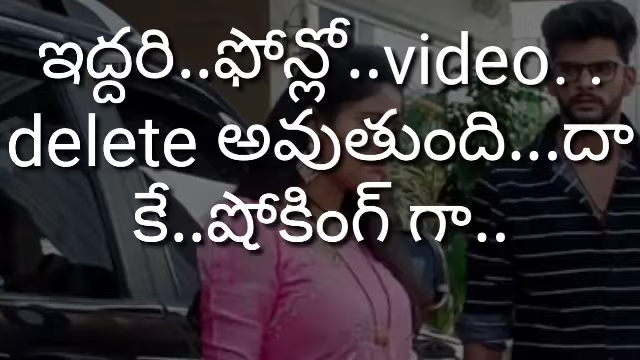 ఇద్దరి..ఫోన్లో..video. .
delete అవుతుంది...దా
కే..షోకింగ్ గా..